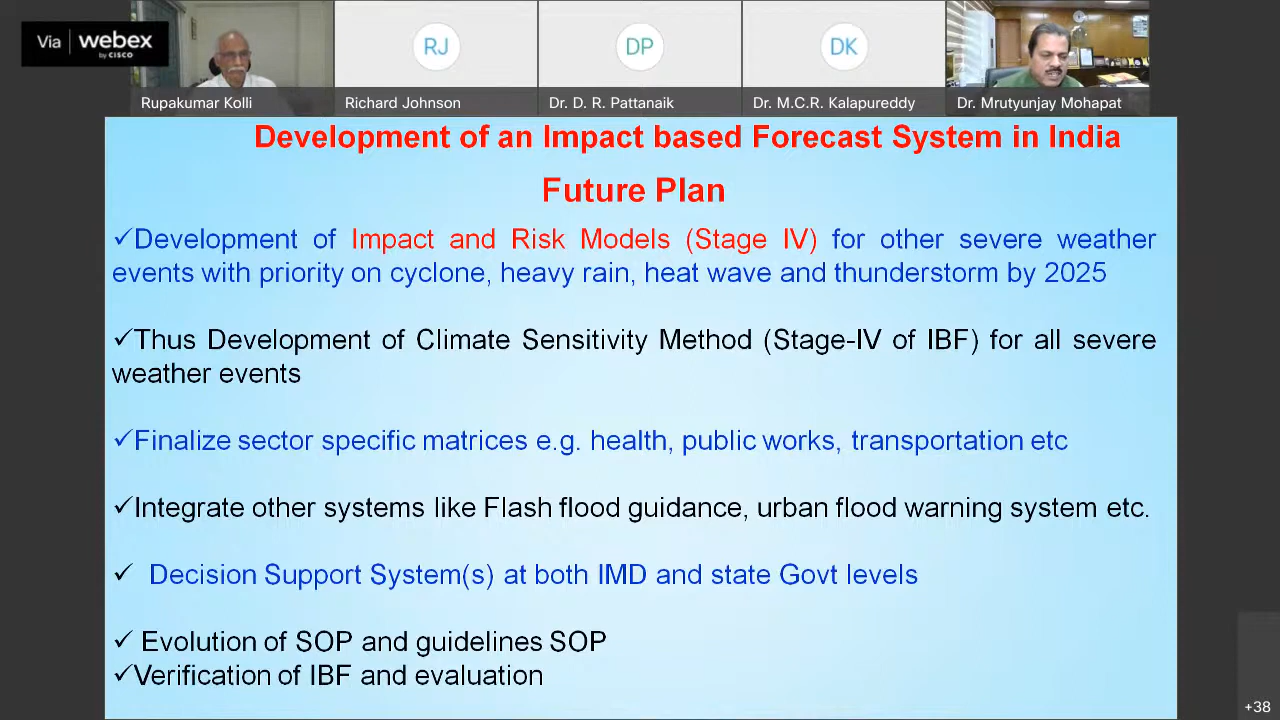 Via webex
by CISCO
RJ
DP
DK
Rupakumar Kolli
Richard Johnson
Dr. D. R. Pattanaik
Dr. M.C.R. Kalapureddy
Dr. Mrutyunjay Mohapat
Development of an Impact based Forecast System in India
Future Plan
✓Development of Impact and Risk Models (Stage IV) for other severe weather
events with priority on cyclone, heavy rain, heat wave and thunderstorm by 2025
✓Thus Development of Climate Sensitivity Method (Stage-IV of IBF) for all severe
weather events
✓Finalize sector specific matrices e.g. health, public works, transportation etc
✓Integrate other systems like Flash flood guidance, urban flood warning system etc.
✓ Decision Support System(s) at both IMD and state Govt levels
✓ Evolution of SOP and guidelines SOP
✓Verification of IBF and evaluation
+38